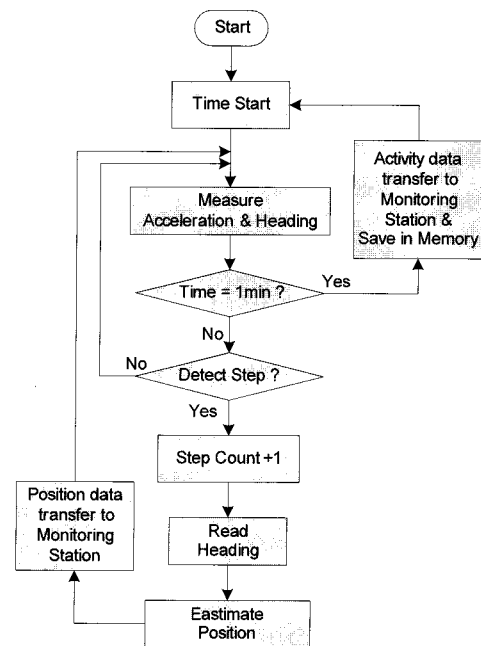 Start
Time Start
Activity data
transfer to
Monitoring
Station &
Save in Memory
Measure
Acceleration & Heading
Time = 1min ?
Yes
No
No
Detect Step ?
Yes
Step Count +1
Position data
transfer to
Monitoring
Station
Read
Heading
Eastimate
Position